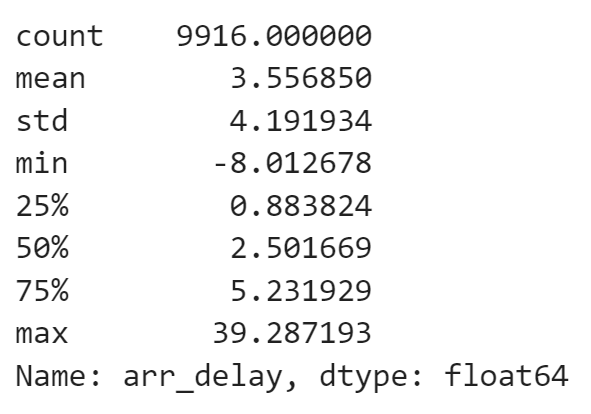 count    9916.000000
mean        3.556850
std         4.191934
min        -8.012678
25%         0.883824
50%         2.501669
75%         5.231929
max        39.287193
Name: arr_delay, dtype: float64